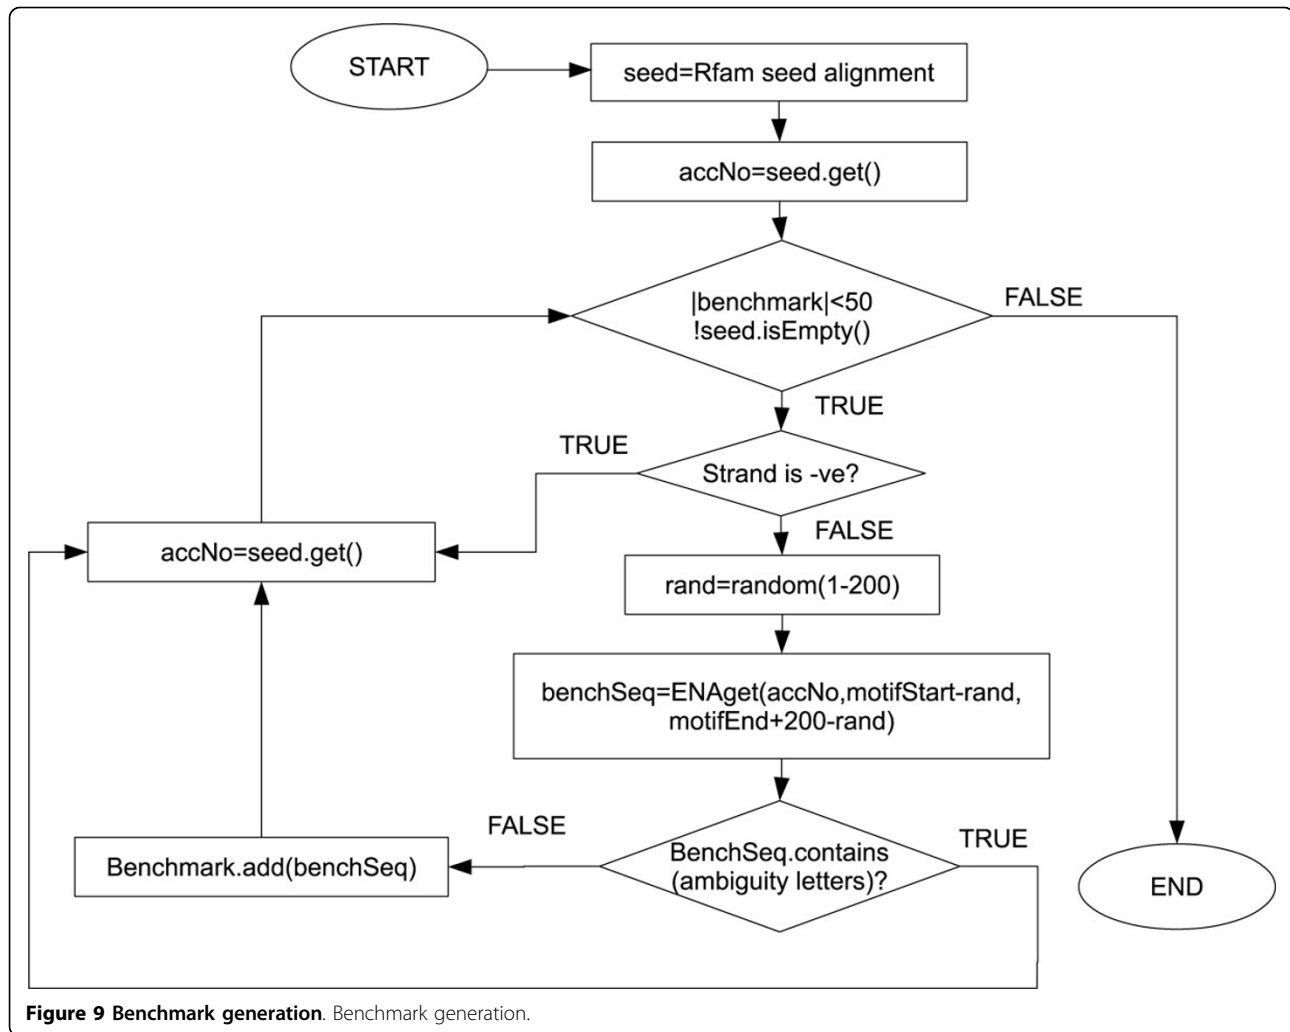 START
seed=Rfam seed alignment
accNo=seed.get()
|benchmark|<50
!seed.isEmpty()
FALSE
TRUE
TRUE
Strand is -ve?
FALSE
accNo=seed.get()
rand=random(1-200)
benchSeq=ENAget(accNo,motifStart-rand,
motifEnd+200-rand)
FALSE
TRUE
Benchmark.add(benchSeq)
BenchSeq.contains
(ambiguity letters)?
END
Figure 9 Benchmark generation. Benchmark generation.